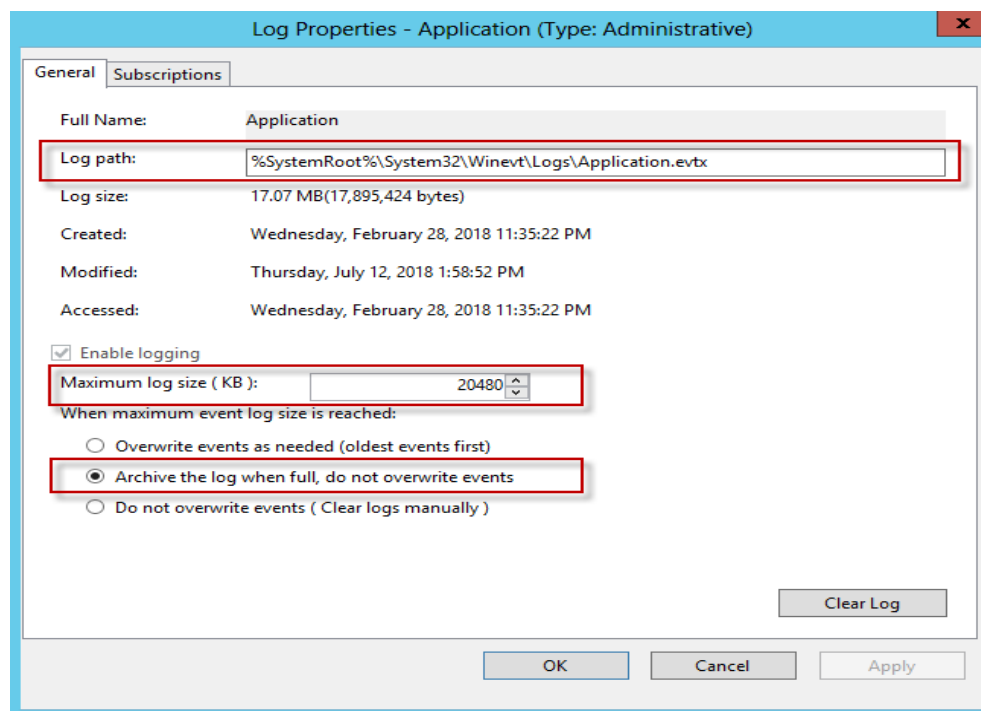 Log Properties - Application (Type: Administrative)
x
General Subscriptions
Full Name: Application
Log path: %SystemRoot%\System32\Winevt\Logs\Application.evtx
Log size: 17.07 MB(17,895,424 bytes)
Created: Wednesday, February 28, 2018 11:35:22 PM
Modified: Thursday, July 12, 2018 1:58:52 PM
Accessed: Wednesday, February 28, 2018 11:35:22 PM
Enable logging
Maximum log size ( KB ): 20480
When maximum event log size is reached:
Overwrite events as needed (oldest events first)
Archive the log when full, do not overwrite events
Do not overwrite events ( Clear logs manually )
Clear Log
OK Cancel Apply